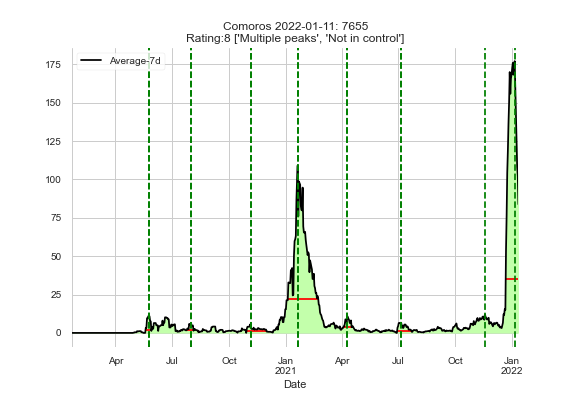 Comoros 2022-01-11: 7655
Rating:8 ['Multiple peaks', 'Not in control']
Average-7d
175
150
125
100
75
50
25
0
Apr Jul Oct Jan Apr Jul Oct Jan
2021 2022
Date